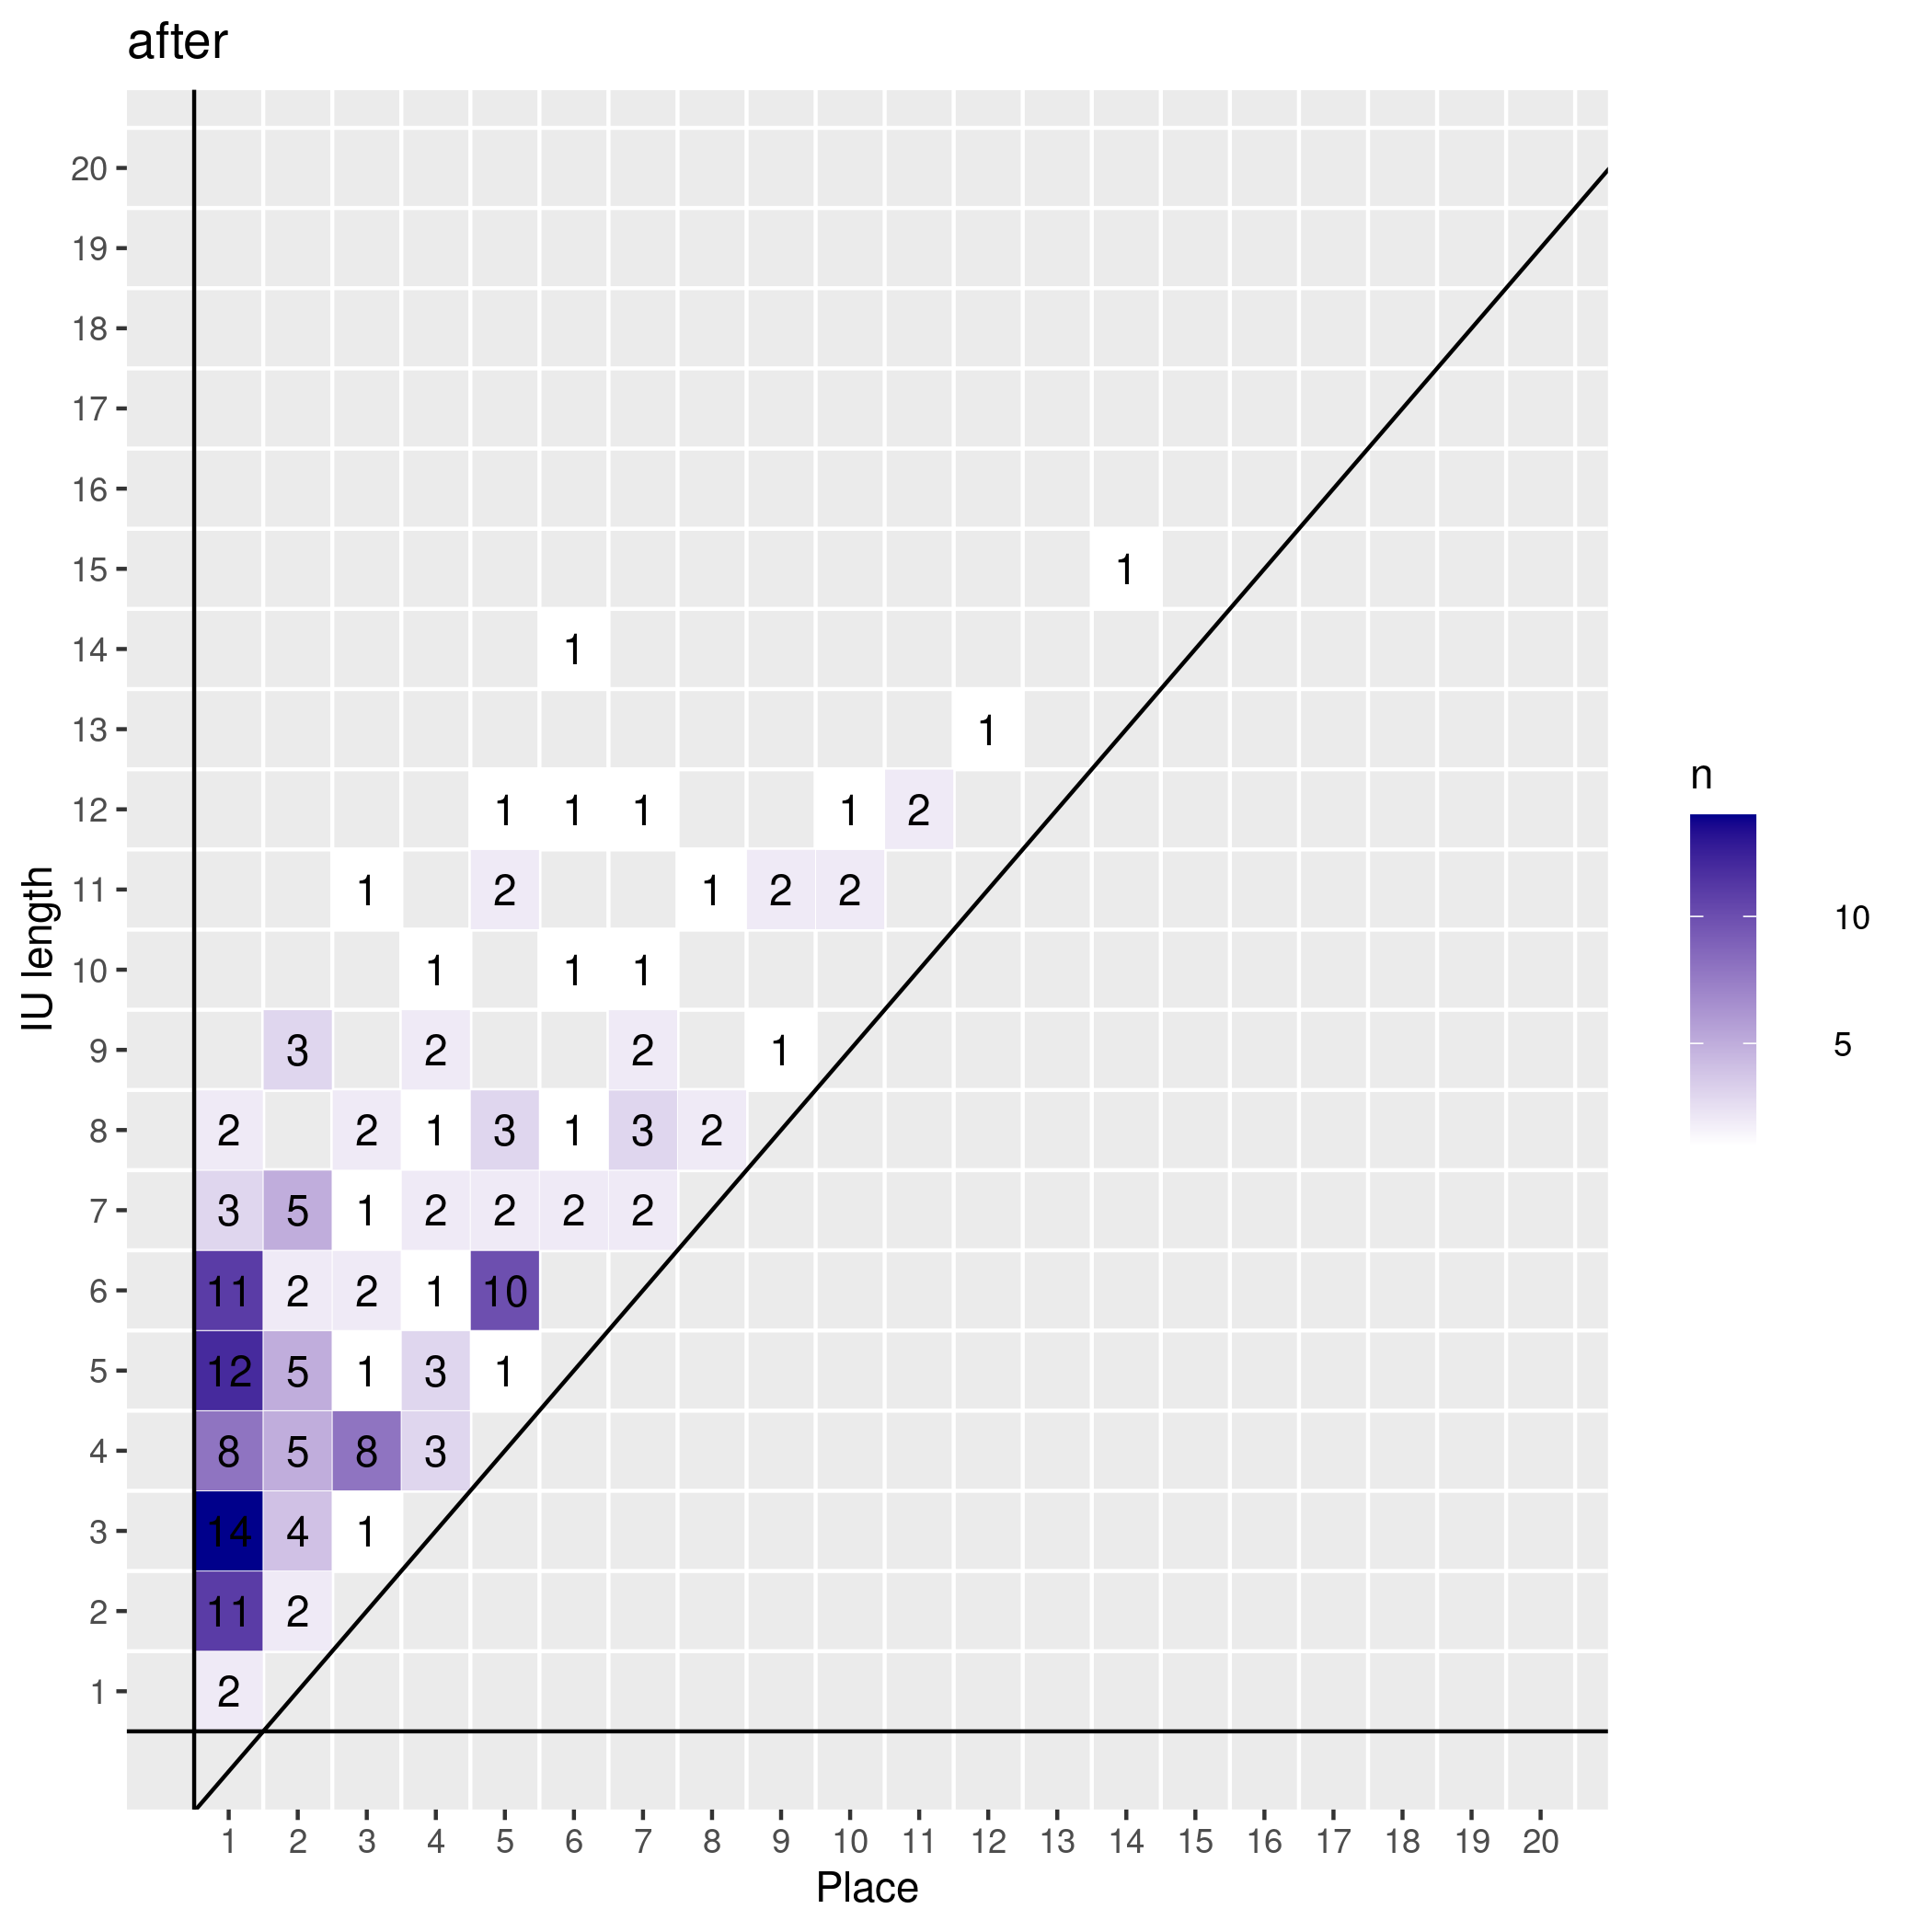 after
20
19
18
17
16
15 1
14 1
13 1
12 1 1 1 1 2
11 1 2 1 2 2
10 1 1 1
9 3 2 2 1
8 2 2 1 3 1 3 2
7 3 5 1 2 2 2 2
6 11 2 2 1 10
5 12 5 1 3 1
4 8 5 8 3
3 14 4 1
2 11 2
1 2
1 2 3 4 5 6 7 8 9 10 11 12 13 14 15 16 17 18 19 20
Place
IU length
n
10
5